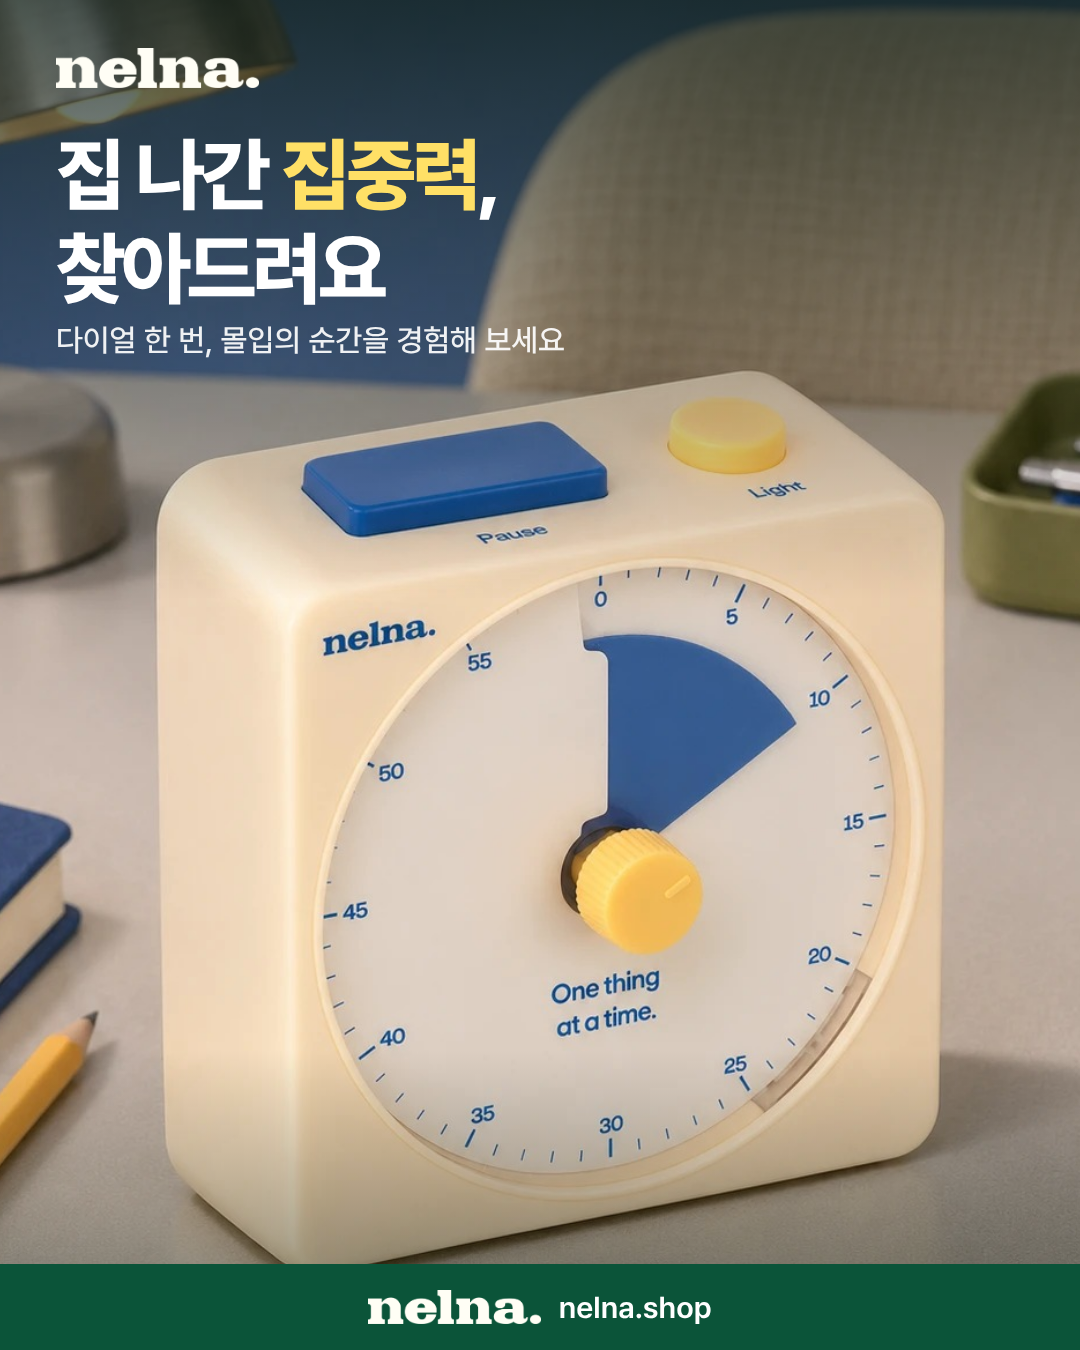 nelna.
집 나간 집중력,
찾아드려요
다이얼 한 번, 몰입의 순간을 경험해 보세요
Pause
Light
nelna.
0
5
10
15
20
25
30
35
40
45
50
55
One thing
at a time.
nelna. nelna.shop